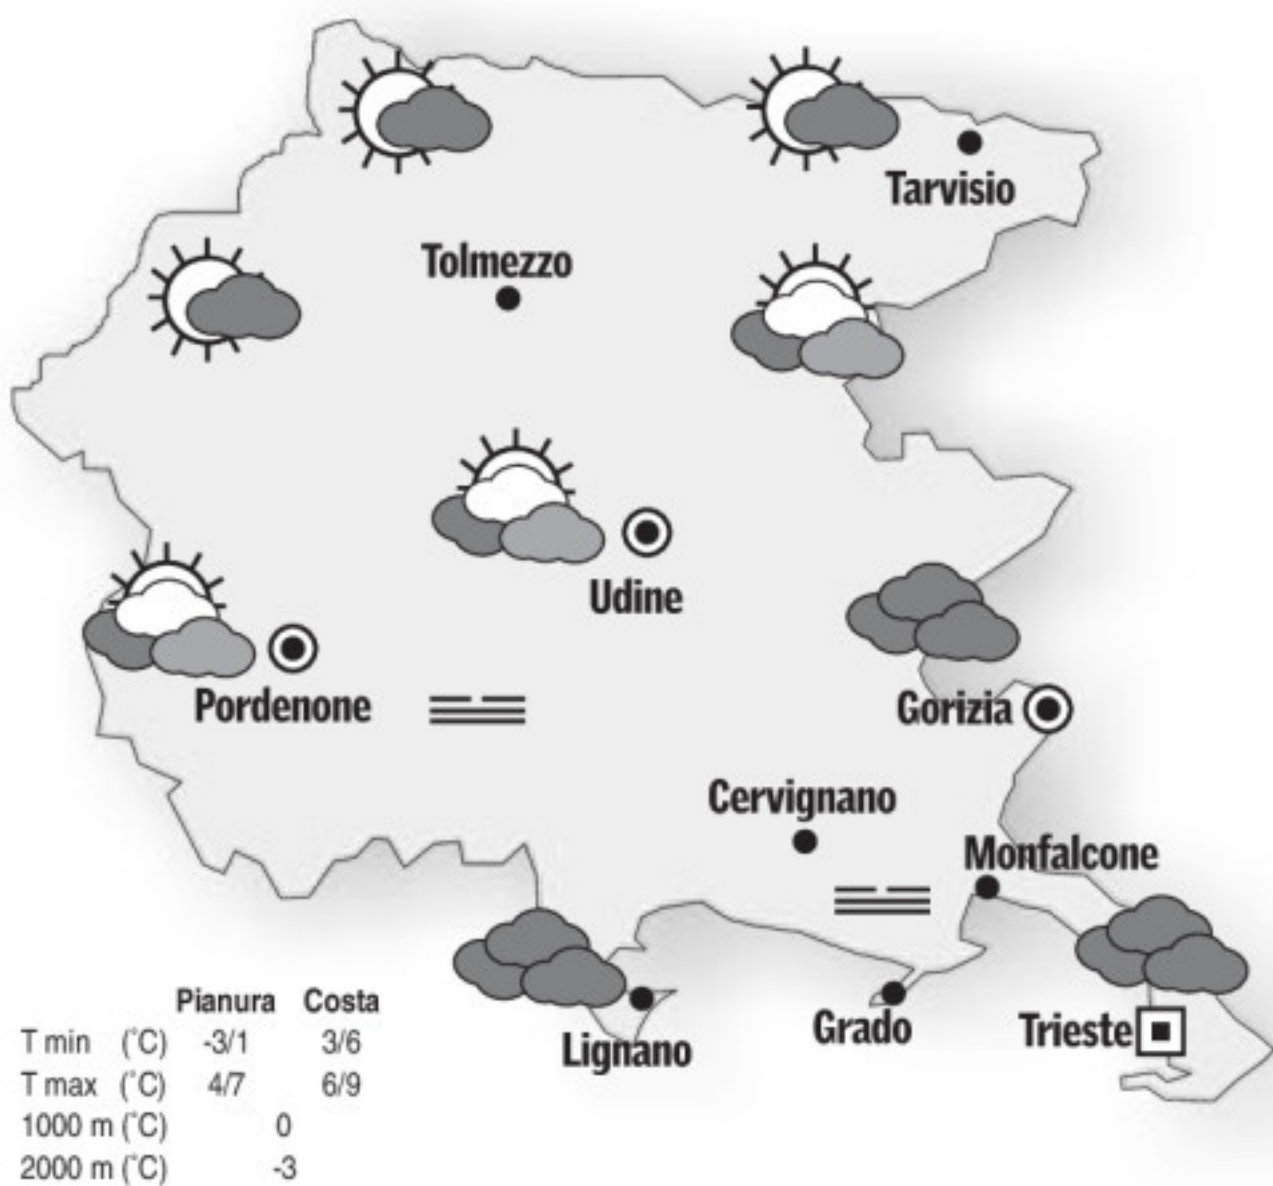 Tarvisio
Tolmezzo
Udine
Pordenone
Gorizia
Cervignano
Monfalcone
Lignano
Grado
Trieste
Pianura Costa
T min (°C) -3/1 3/6
T max (°C) 4/7 6/9
1000 m (°C) 0
2000 m (°C) -3